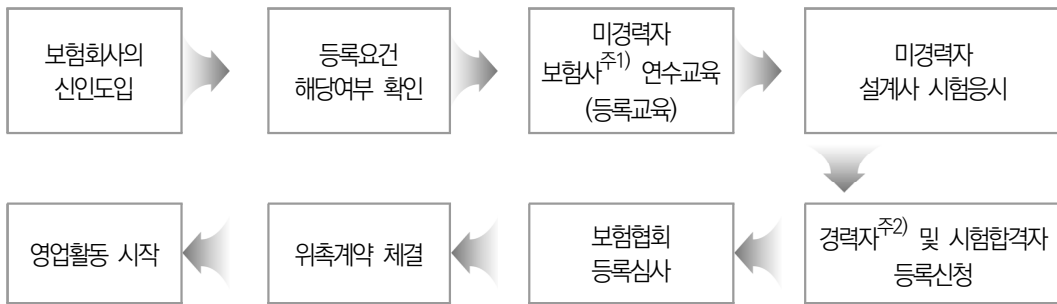 보험회사의
신인도입
등록요건
해당여부 확인
미경력자
보험사주1) 연수교육
(등록교육)
미경력자
설계사 시험응시
경력자주2) 및 시험합격자
등록신청
보험협회
등록심사
위촉계약 체결
영업활동 시작